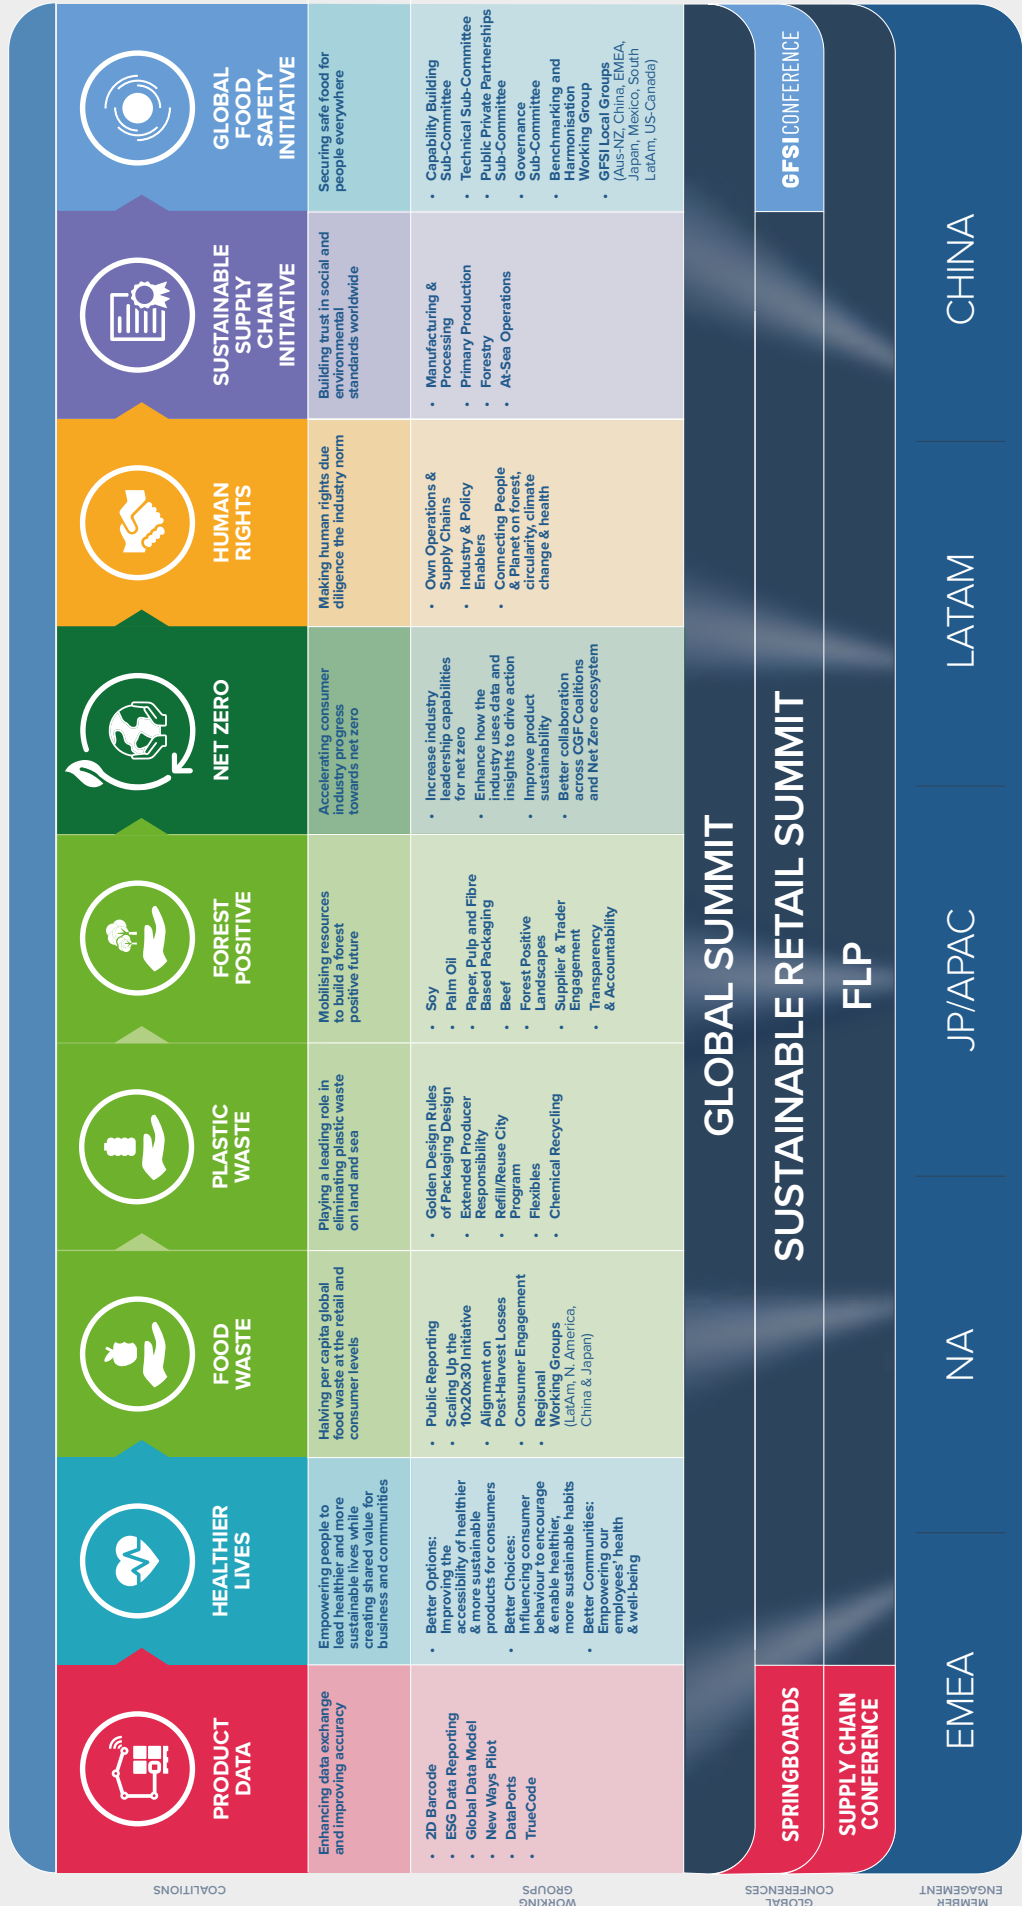 COALITIONS
PRODUCT
DATA
HEALTHIER
LIVES
FOOD
WASTE
PLASTIC
WASTE
FOREST
POSITIVE
NET ZERO
HUMAN
RIGHTS
SUSTAINABLE
SUPPLY
CHAIN
INITIATIVE
GLOBAL
FOOD
SAFETY
INITIATIVE
Enhancing data exchange
and improving accuracy
Empowering people to
lead healthier and more
sustainable lives while
creating shared value for
business and communities
Halving per capita global
food waste at the retail and
consumer levels
Playing a leading role in
eliminating plastic waste
on land and sea
Mobilising resources
to build a forest
positive future
Accelerating consumer
industry progress
towards net zero
Making human rights due
diligence the industry norm
Building trust in social and
environmental
standards worldwide
Securing safe food for
people everywhere
WORKING
GROUPS
• 2D Barcode
• ESG Data Reporting
• Global Data Model
• New Ways Pilot
• DataPorts
• TrueCode
• Better Options:
Improving the
accessibility of healthier
& more sustainable
products for consumers
• Better Choices:
Influencing consumer
behaviour to encourage
& enable healthier,
more sustainable habits
• Better Communities:
Empowering our
employees' health
& well-being
• Public Reporting
• Scaling Up the
10x20x30 Initiative
• Alignment on
Post-Harvest Losses
• Consumer Engagement
• Regional
Working Groups
(LatAm, N. America,
China & Japan)
• Golden Design Rules
of Packaging Design
• Extended Producer
Responsibility
• Refill/Reuse City
Program
• Flexibles
• Chemical Recycling
• Soy
• Palm Oil
• Paper, Pulp and Fibre
Based Packaging
• Beef
• Forest Positive
Landscapes
• Supplier & Trader
Engagement
• Transparency
& Accountability
• Increase industry
leadership capabilities
for net zero
• Enhance how the
industry uses data and
insights to drive action
• Improve product
sustainability
• Better collaboration
across CGF Coalitions
and Net Zero ecosystem
• Own Operations &
Supply Chains
• Industry & Policy
Enablers
• Connecting People
& Planet on forest,
circularity, climate
change & health
• Manufacturing &
Processing
• Primary Production
• Forestry
• At-Sea Operations
• Capability Building
Sub-Committee
• Technical Sub-Committee
• Public Private Partnerships
Sub-Committee
• Governance
Sub-Committee
• Benchmarking and
Harmonisation
Working Group
• GFSI Local Groups
(Aus-NZ, China, EMEA,
Japan, Mexico, South
LatAm, US-Canada)
GLOBAL
CONFERENCES
GLOBAL SUMMIT
SPRINGBOARDS
SUSTAINABLE RETAIL SUMMIT
GFSICONFERENCE
SUPPLY CHAIN
CONFERENCE
FLP
MEMBER
ENGAGEMENT
EMEA
NA
JP/APAC
LATAM
CHINA